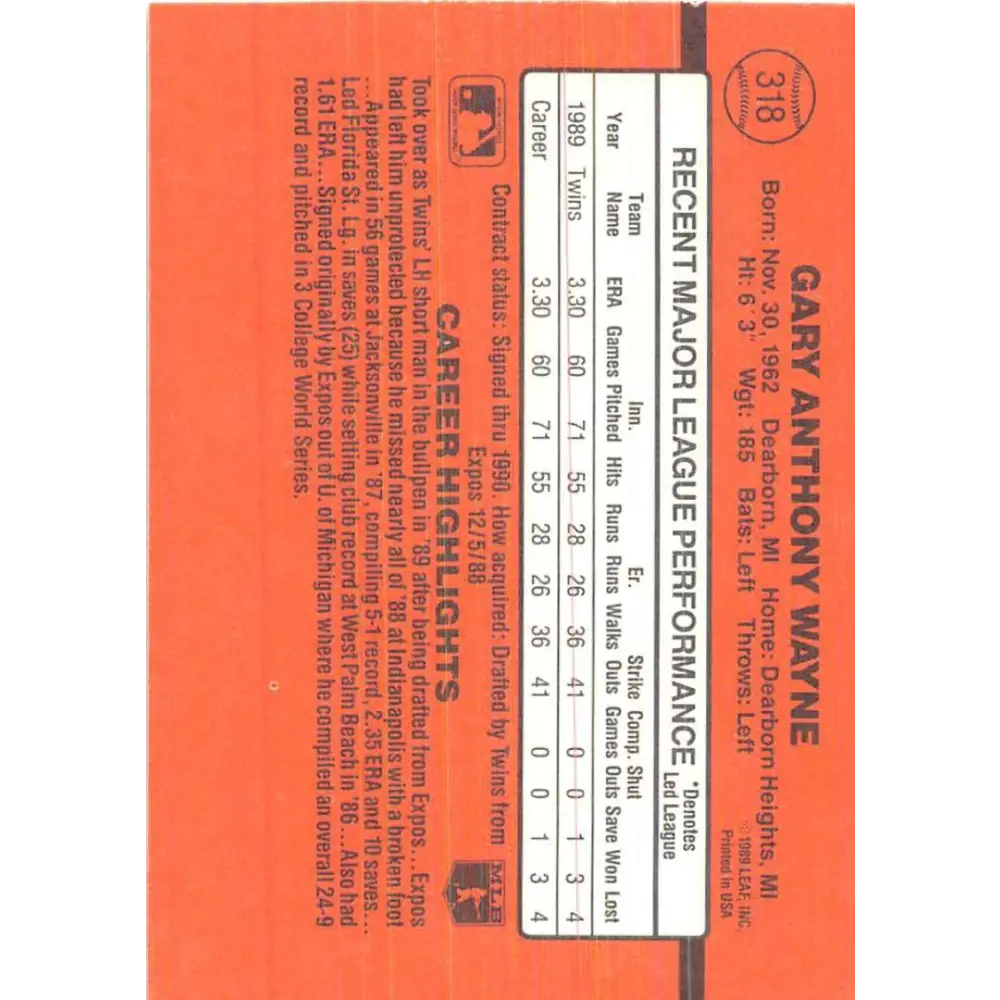 318
GARY ANTHONY WAYNE
Born: Nov. 30, 1962 Dearborn, MI Home: Dearborn Heights, MI
Ht: 6' 3" Wgt: 185 Bats: Left Throws: Left
© 1989 LEAF, INC.
Printed in USA
RECENT MAJOR LEAGUE PERFORMANCE
*Denotes
Led League
Team Inn. Er. Strike Comp. Shut
Year Name ERA Games Pitched Hits Runs Runs Walks Outs Games Outs Save Won Lost
1989 Twins 3.30 60 71 55 28 26 36 41 0 0 1 3 4
Career 3.30 60 71 55 28 26 36 41 0 0 1 3 4
Contract status: Signed thru 1990. How acquired: Drafted by Twins from
Expos 12/5/88
MLB
CAREER HIGHLIGHTS
Took over as Twins' LH short man in the bullpen in '89 after being drafted from Expos...Expos
had left him unprotected because he missed nearly all of '88 at Indianapolis with a broken foot
...Appeared in 56 games at Jacksonville in '87, compiling 5-1 record, 2.35 ERA and 10 saves...
Led Florida St. Lg. in saves (25) while setting club record at West Palm Beach in '86...Also had
1.61 ERA...Signed originally by Expos out of U. of Michigan where he compiled an overall 24-9
record and pitched in 3 College World Series.